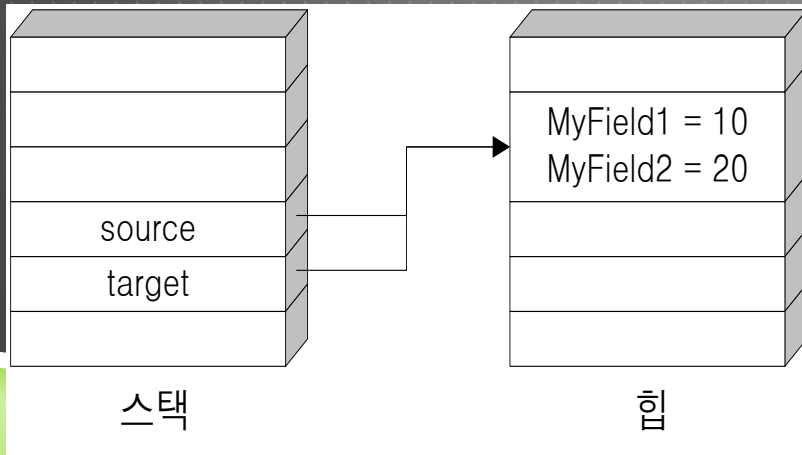 source
target
스택
MyField1 = 10
MyField2 = 20
힙